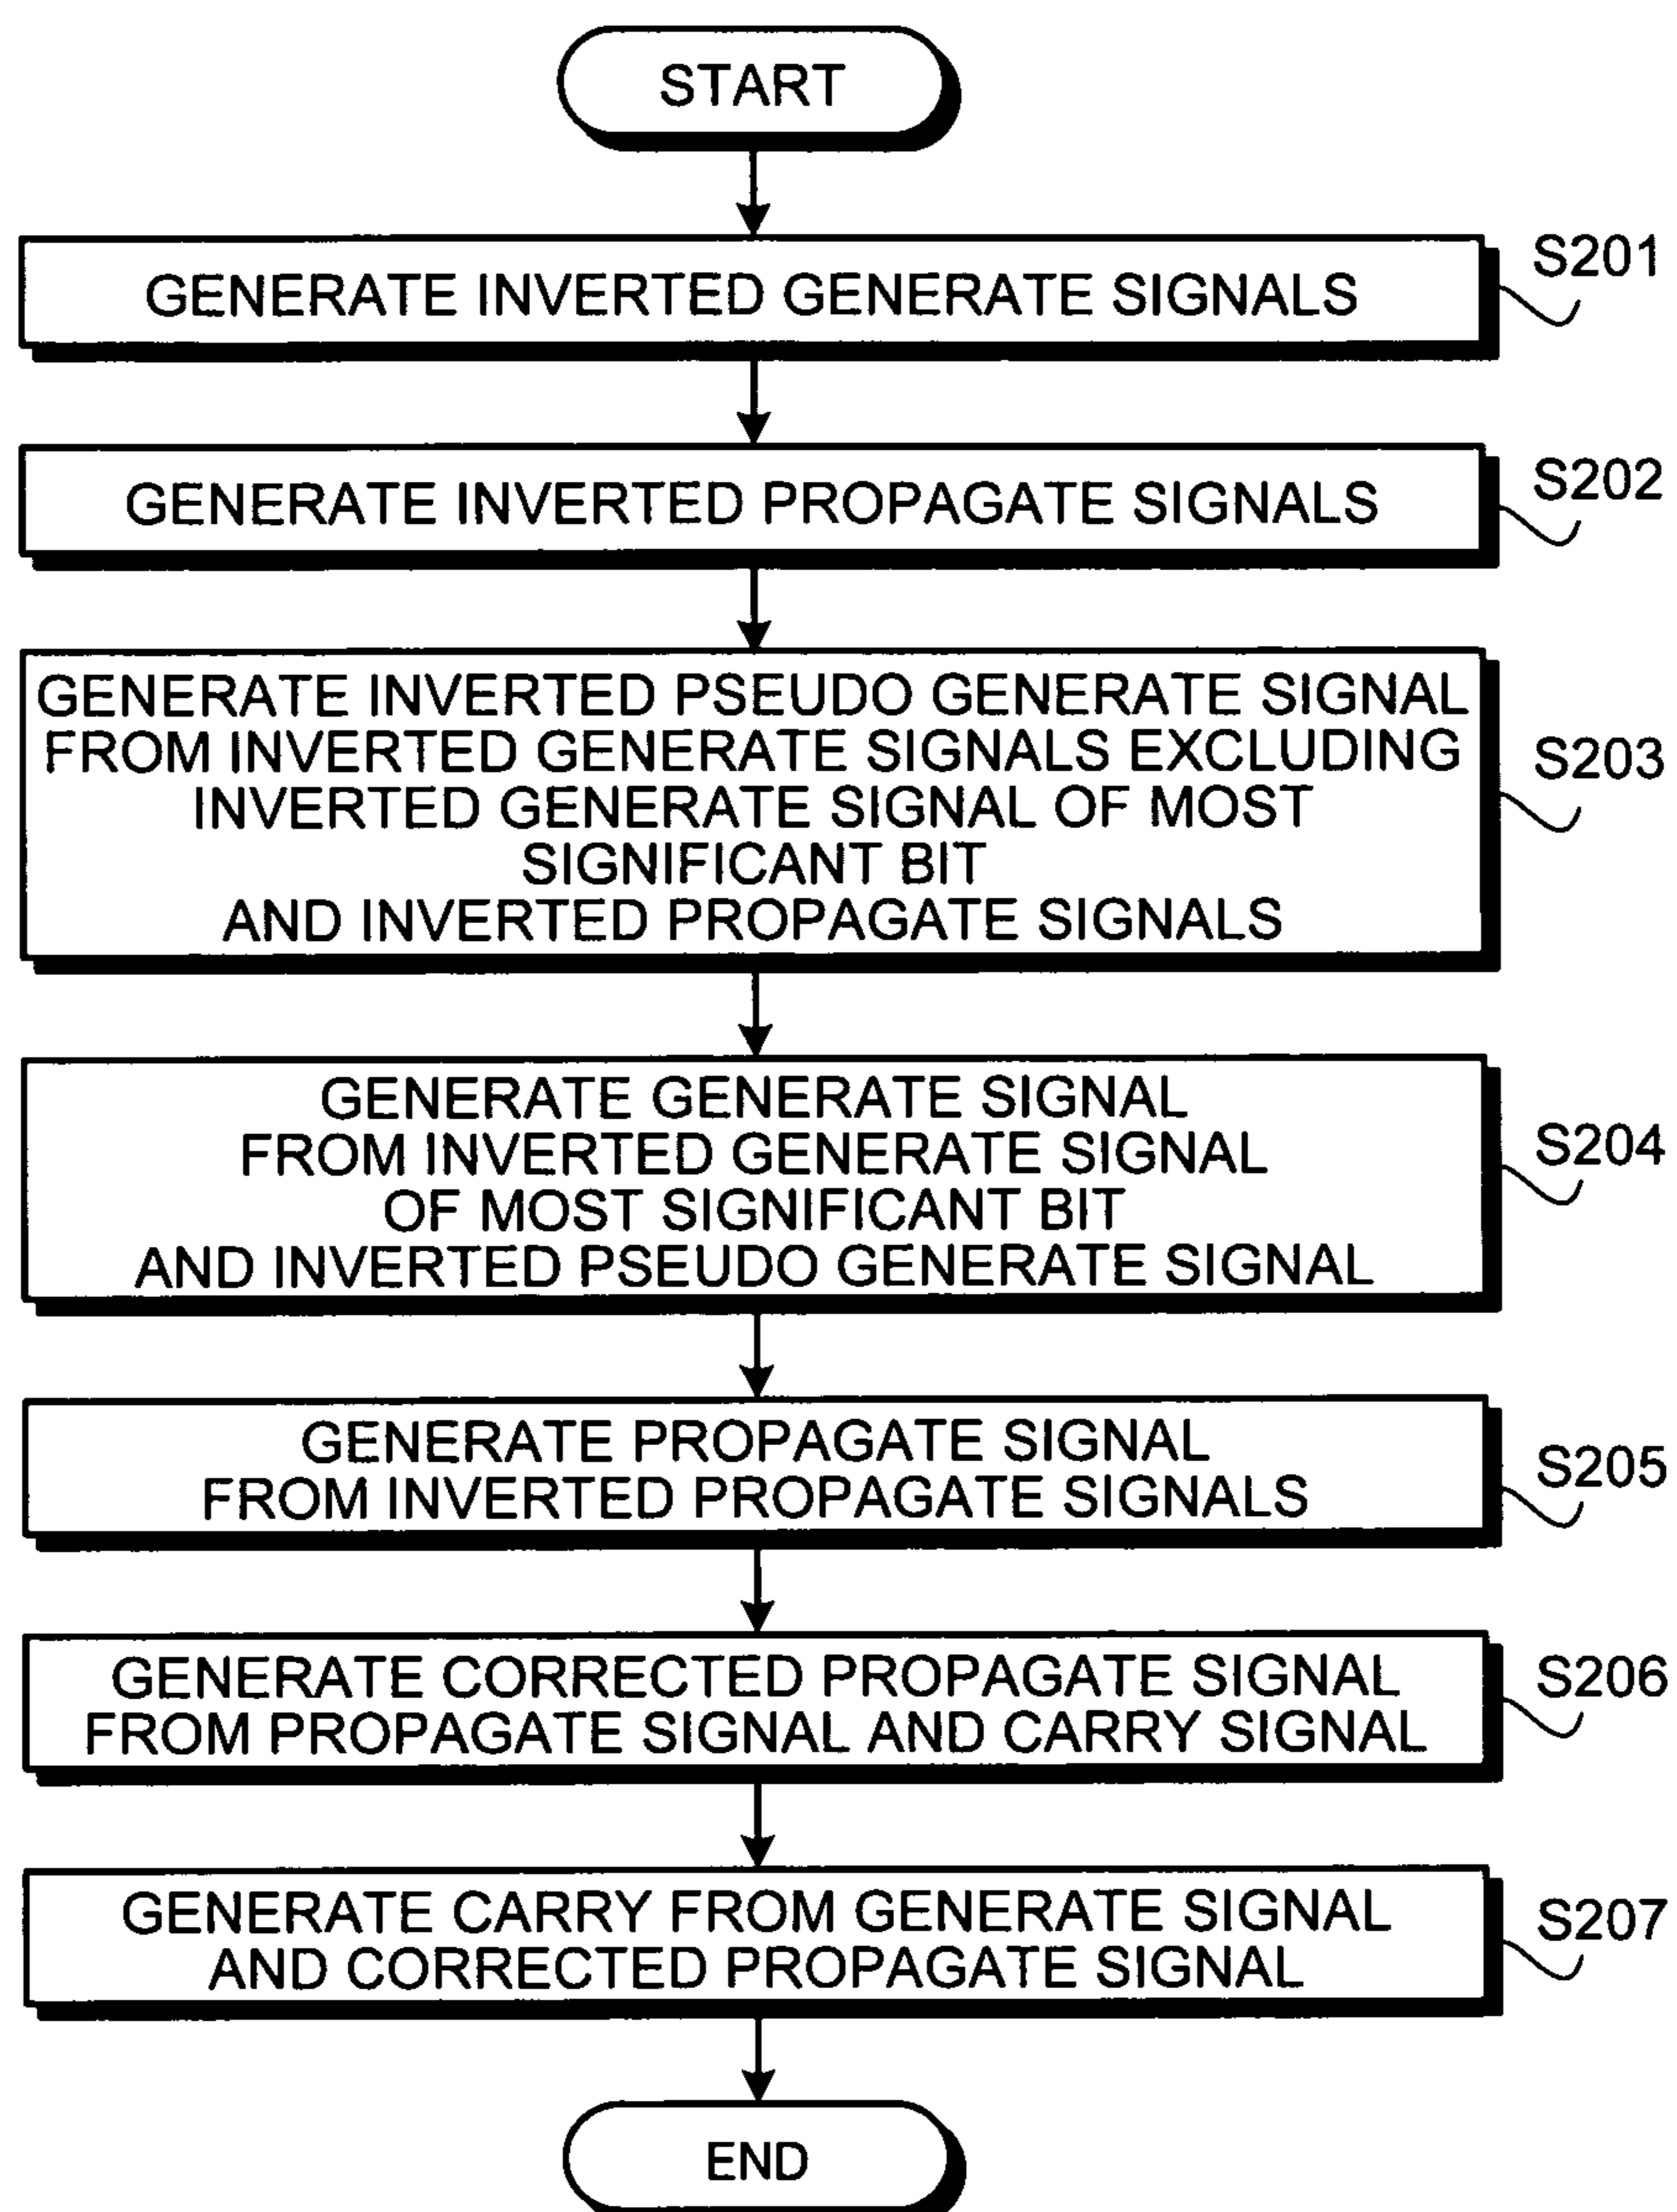 START
GENERATE INVERTED GENERATE SIGNALS
S201
GENERATE INVERTED PROPAGATE SIGNALS
S202
GENERATE INVERTED PSEUDO GENERATE SIGNAL
FROM INVERTED GENERATE SIGNALS EXCLUDING
INVERTED GENERATE SIGNAL OF MOST
SIGNIFICANT BIT
AND INVERTED PROPAGATE SIGNALS
S203
GENERATE GENERATE SIGNAL
FROM INVERTED GENERATE SIGNAL
OF MOST SIGNIFICANT BIT
AND INVERTED PSEUDO GENERATE SIGNAL
S204
GENERATE PROPAGATE SIGNAL
FROM INVERTED PROPAGATE SIGNALS
S205
GENERATE CORRECTED PROPAGATE SIGNAL
FROM PROPAGATE SIGNAL AND CARRY SIGNAL
S206
GENERATE CARRY FROM GENERATE SIGNAL
AND CORRECTED PROPAGATE SIGNAL
S207
END